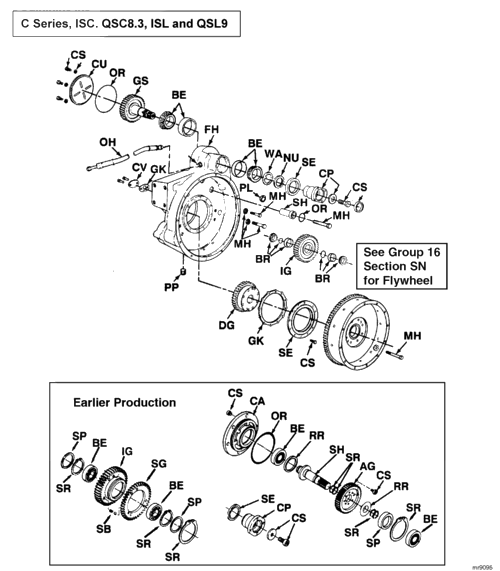 C Series, ISC. QSC8.3, ISL and QSL9
CS
CU
OR
GS
BE
OH
CV
GK
FH
BE
WA
NU
SE
CP
CS
PL
MH
SH
OR
MH
MH
BR
IG
BR
See Group 16
Section SN
for Flywheel
PP
DG
GK
SE
CS
MH
Earlier Production
CS
CA
OR
BE
RR
SH
SR
AG
CS
RR
SR
SP
BE
SP
BE
IG
SG
BE
SP
SR
SB
SR
SR
SE
CP
CS
mr9098